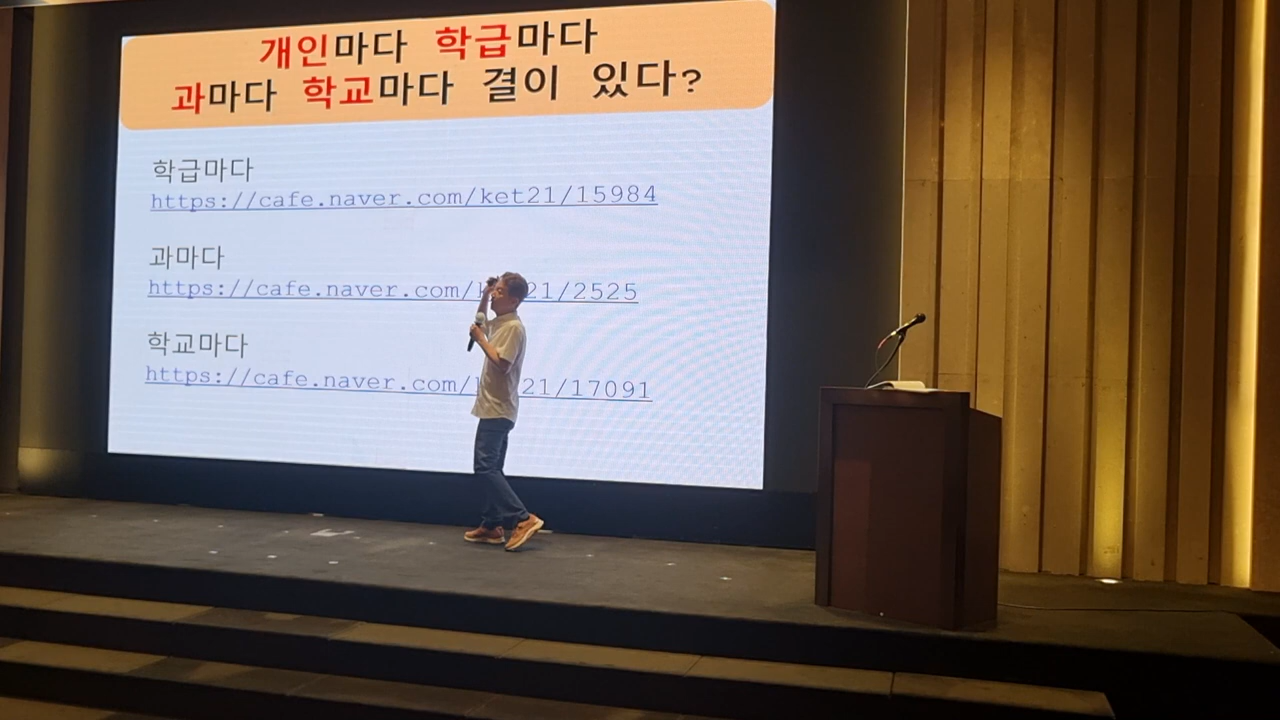 개인마다 학급마다
과마다 학교마다 결이 있다?
학급마다
https://cafe.naver.com/ket21/15984
과마다
https://cafe.naver.com/ket21/2525
학교마다
https://cafe.naver.com/ket21/17091